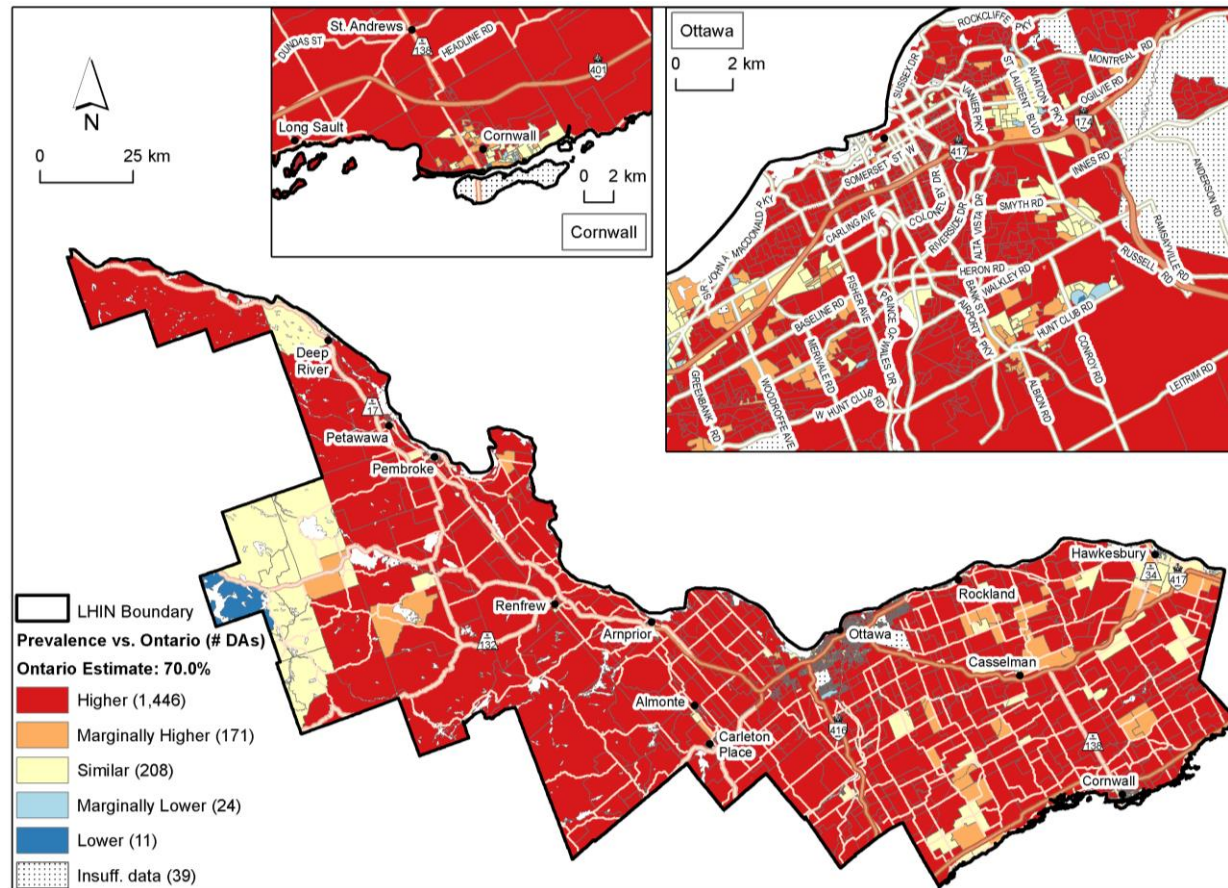 N
0 25 km
St. Andrews
DUNDAS ST
138
HEADLINE RD
401
Long Sault
Cornwall
0 2 km
Cornwall
Ottawa
0 2 km
ROCKCLIFFE PKY
SUSSEX DR
MONTREAL RD
ST LAURENT BLVD
AVIATION PKY
VANIER PKY
OGILVIE RD
174
417
INNES RD
ANDERSON RD
SOMERSET ST W
SIR JOHN A MACDONALD PKY
CARLING AVE
COLONEL BY DR
RIVERSIDE DR
ALTA VISTA DR
SMYTH RD
RAMSAYVILLE RD
RUSSELL RD
HERON RD
WALKLEY RD
FISHER AVE
BASELINE RD
PRINCE OF WALES DR
BANK ST
AIRPORT PKY
HUNT CLUB RD
MERIVALE RD
CONROY RD
LEITRIM RD
GREENBANK RD
WOODROFFE AVE
W HUNT CLUB RD
ALBION RD
Deep
River
17
Petawawa
Pembroke
Renfrew
132
Arnprior
Almonte
Carleton
Place
Ottawa
416
Rockland
Casselman
Hawkesbury
34
417
138
Cornwall
LHIN Boundary
Prevalence vs. Ontario (# DAs)
Ontario Estimate: 70.0%
Higher (1,446)
Marginally Higher (171)
Similar (208)
Marginally Lower (24)
Lower (11)
Insuff. data (39)